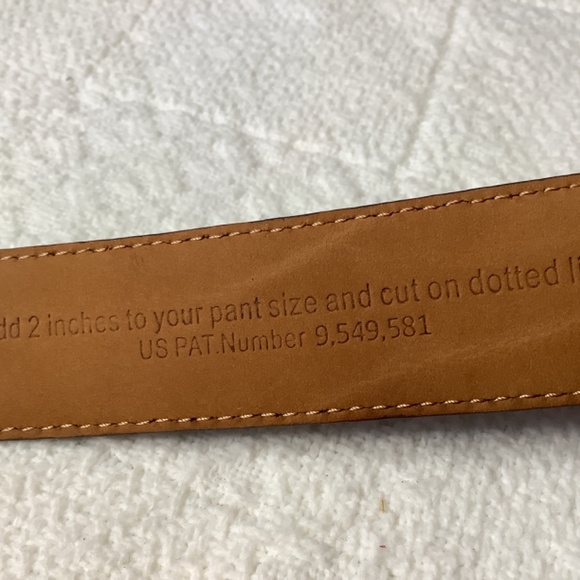 dd 2 inches to your pant size and cut on dotted li
US PAT.Number 9,549,581